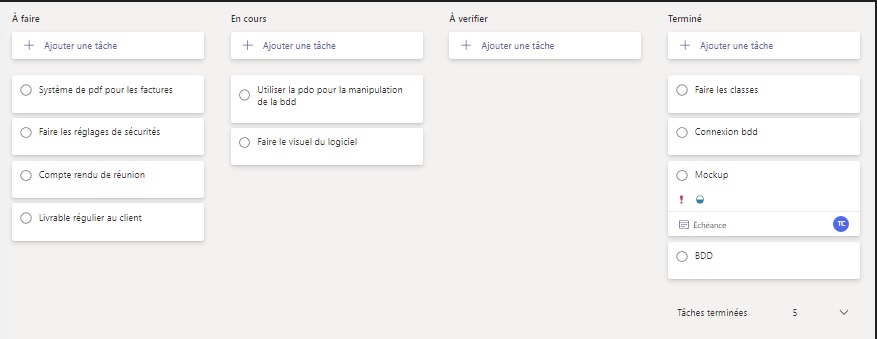 À faire
Ajouter une tâche
Système de pdf pour les factures
Faire les réglages de sécurités
Compte rendu de réunion
Livrable régulier au client
En cours
Ajouter une tâche
Utiliser la pdo pour la manipulation
de la bdd
Faire le visuel du logiciel
À verifier
Ajouter une tâche
Terminé
Ajouter une tâche
Faire les classes
Connexion bdd
Mockup
Échéance
TC
BDD
Tâches terminées 5